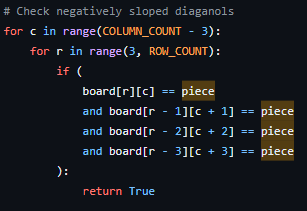 # Check negatively sloped diaganols
for c in range(COLUMN_COUNT - 3):
    for r in range(3, ROW_COUNT):
        if (
            board[r][c] == piece
            and board[r - 1][c + 1] == piece
            and board[r - 2][c + 2] == piece
            and board[r - 3][c + 3] == piece
        ):
            return True